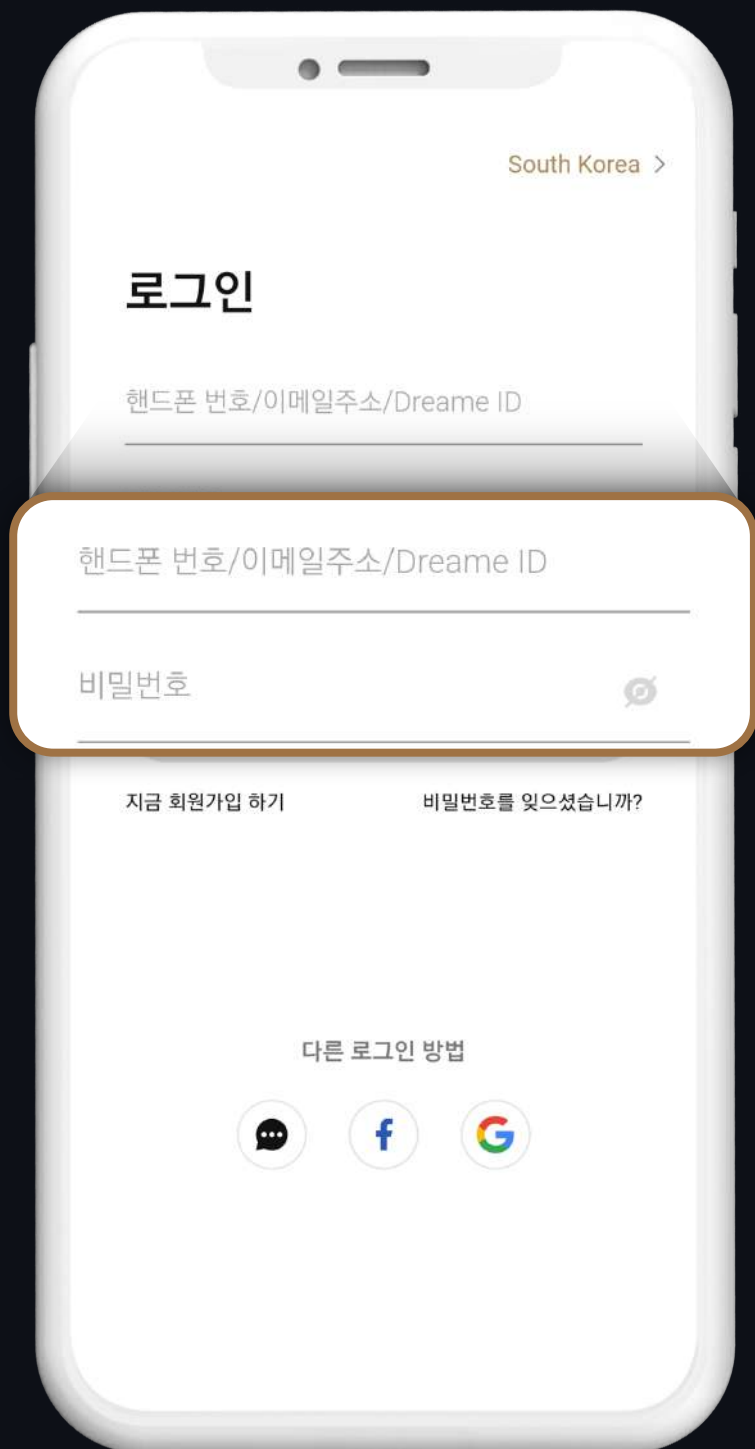 South Korea >
로그인
핸드폰 번호/이메일주소/Dreame ID
핸드폰 번호/이메일주소/Dreame ID
비밀번호
지금 회원가입 하기
비밀번호를 잊으셨습니까?
다른 로그인 방법